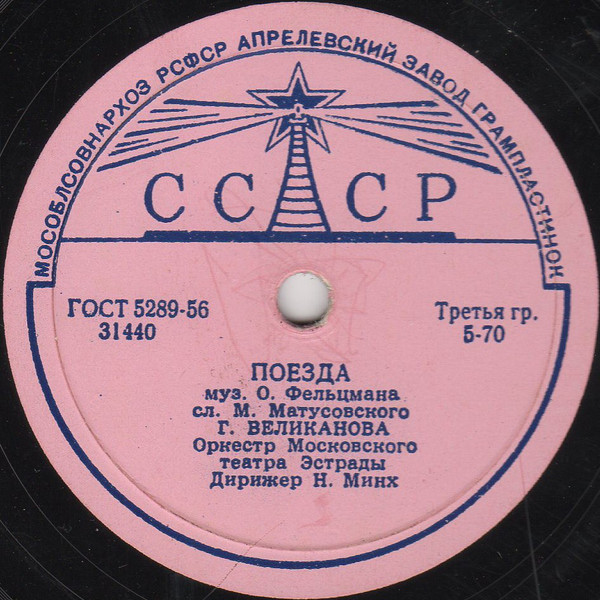 МОСОБЛСОВНАРХОЗ РСФСР АПРЕЛЕВСКИЙ ЗАВОД ГРАМПЛАСТИНОК
СССР
ГОСТ 5289-56
31440
Третья гр.
5-70
ПОЕЗДА
муз. О. Фельцмана
сл. М. Матусовского
Г. ВЕЛИКАНОВА
Оркестр Московского
театра Эстрады
Дирижер Н. Минх